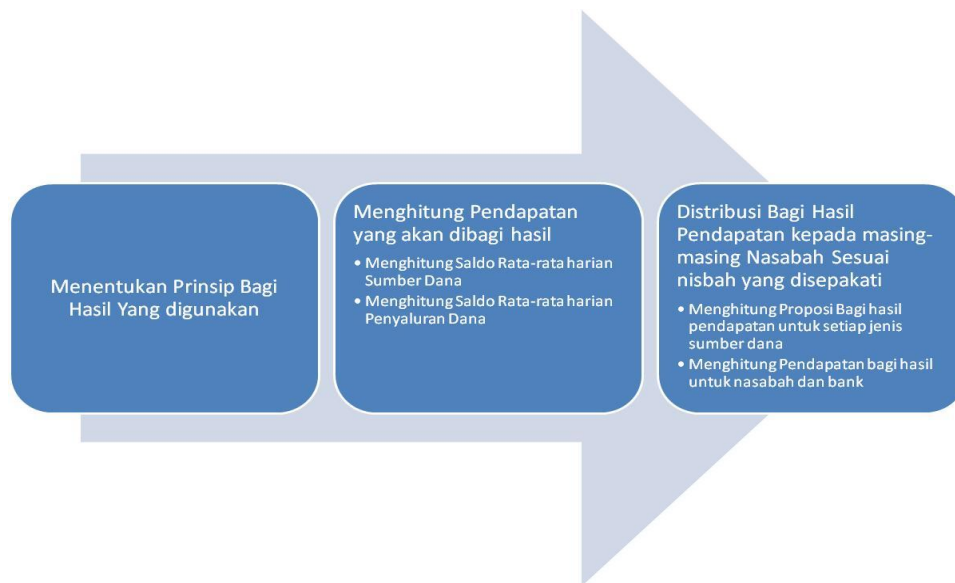 Menentukan Prinsip Bagi
Hasil Yang digunakan
Menghitung Pendapatan
yang akan dibagi hasil
• Menghitung Saldo Rata-rata harian
Sumber Dana
• Menghitung Saldo Rata-rata harian
Penyaluran Dana
Distribusi Bagi Hasil
Pendapatan kepada masing-
masing Nasabah Sesuai
nisbah yang disepakati
• Menghitung Proposi Bagi hasil
pendapatan untuk setiap jenis
sumber dana
• Menghitung Pendapatan bagi hasil
untuk nasabah dan bank